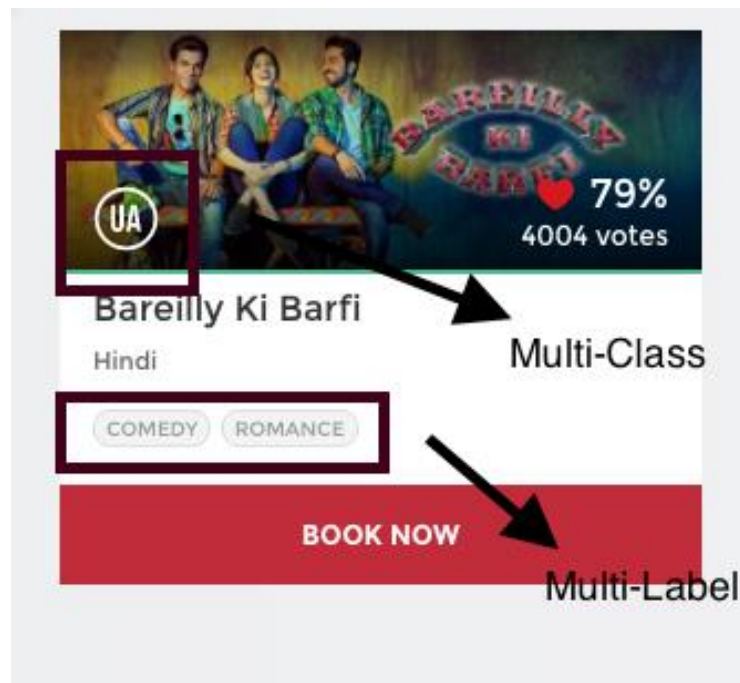 BAREILLY
KI
BARFI
UA
79%
4004 votes
Bareilly Ki Barfi
Hindi
Multi-Class
COMEDY ROMANCE
BOOK NOW
Multi-Label